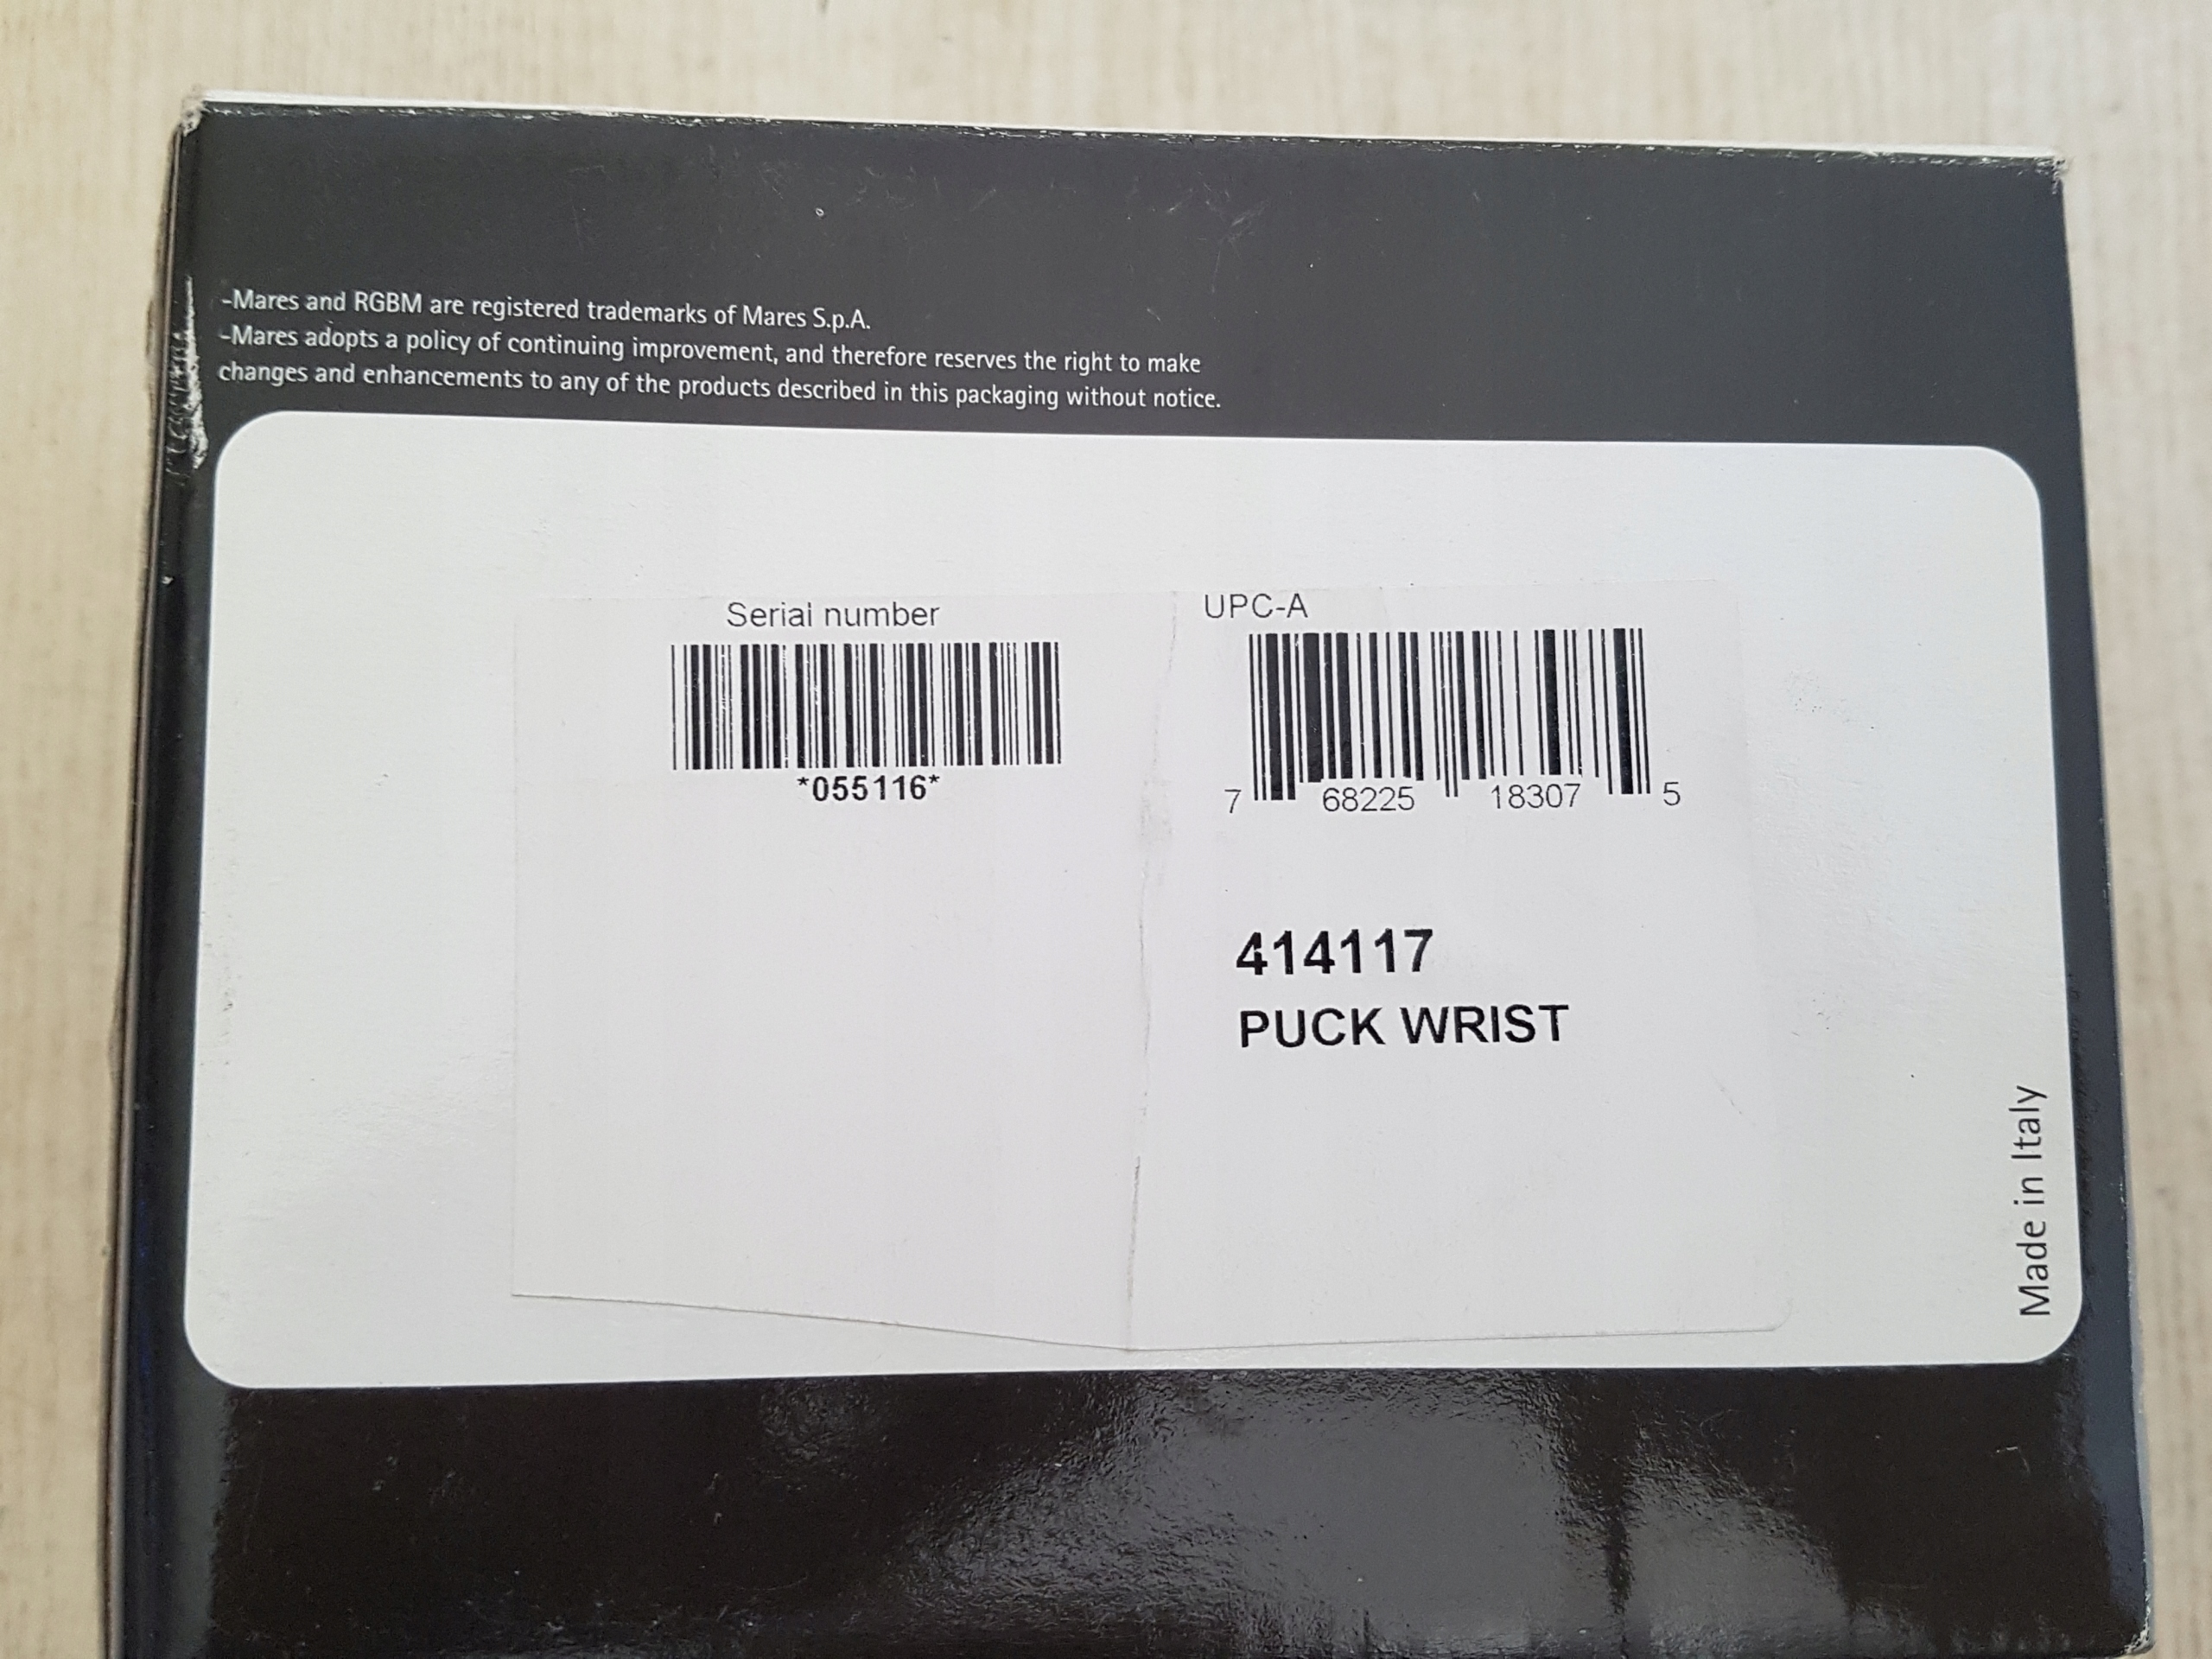 -Mares and RGBM are registered trademarks of Mares S.p.A.
-Mares adopts a policy of continuing improvement, and therefore reserves the right to make
changes and enhancements to any of the products described in this packaging without notice.
Serial number
*055116*
UPC-A
7 68225 18307 5
414117
PUCK WRIST
Made in Italy